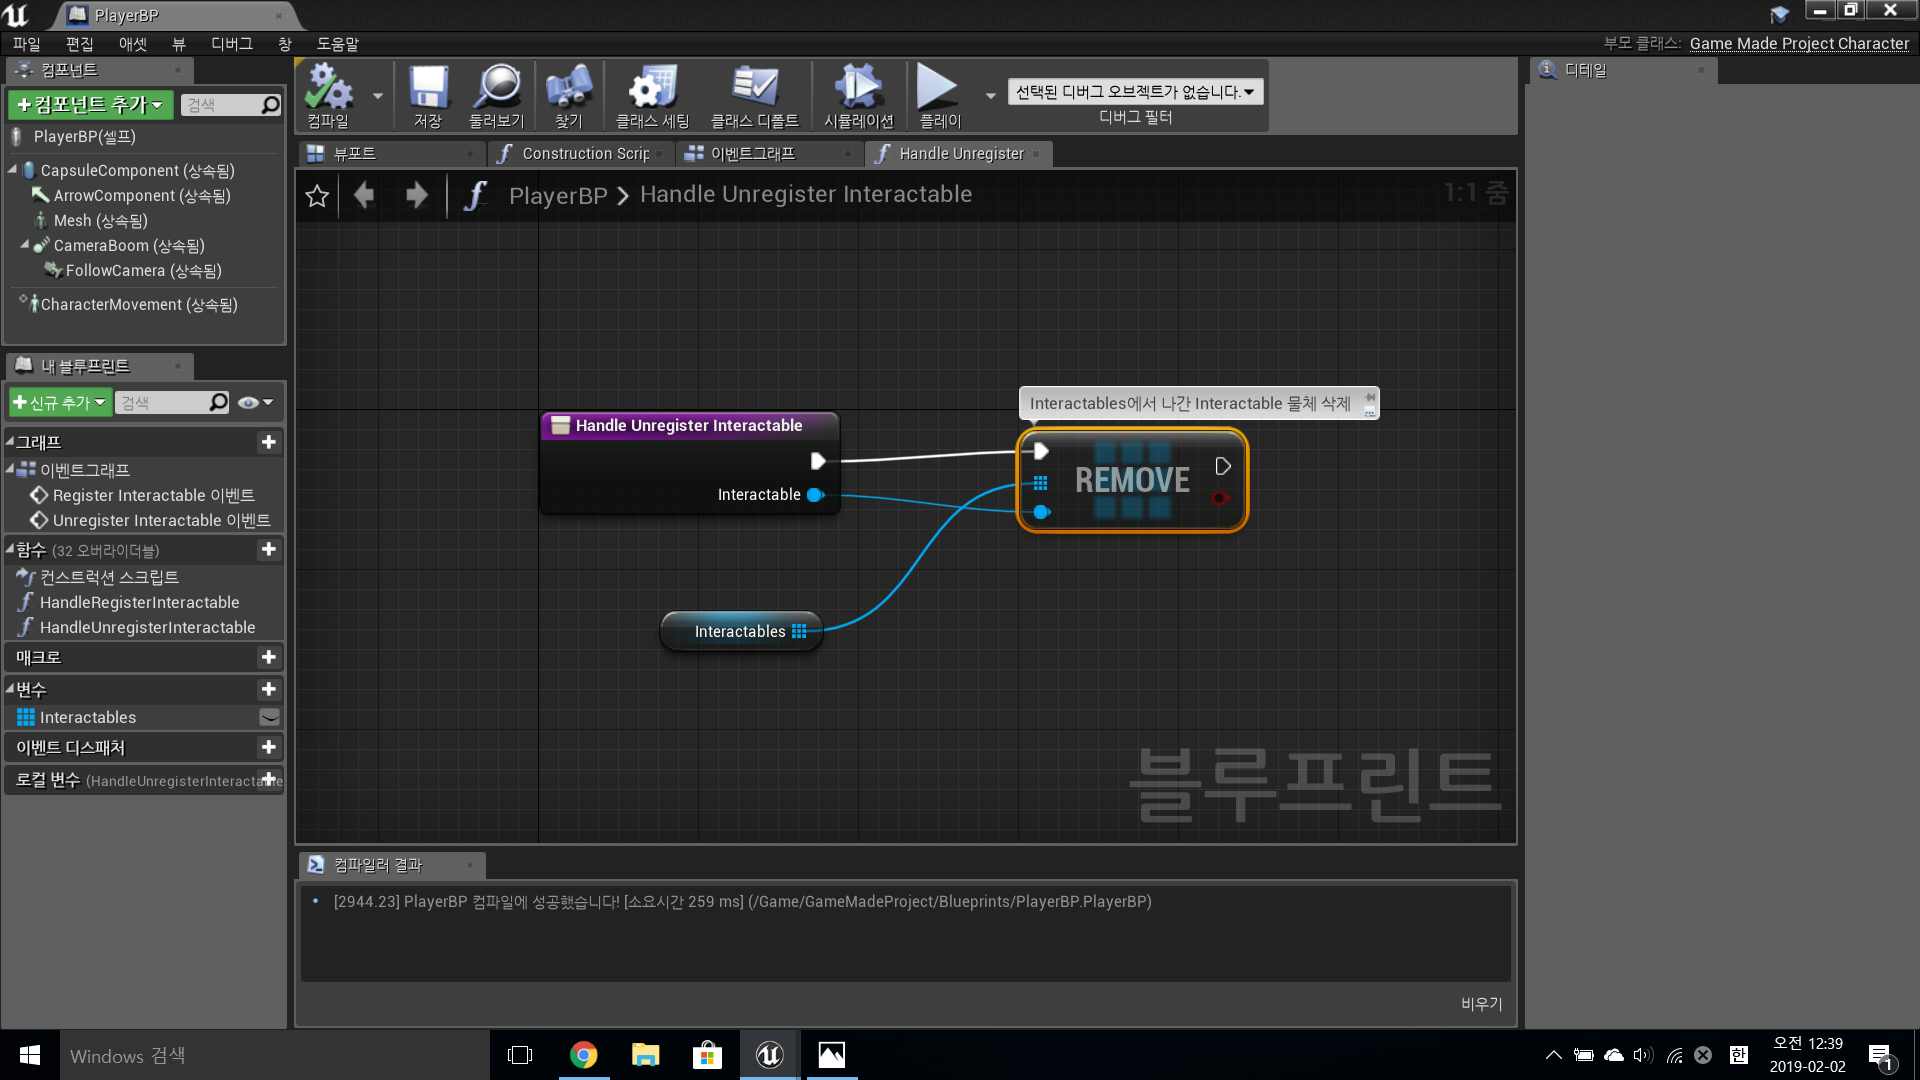 PlayerBP
파일 편집 애셋 뷰 디버그 창 도움말
부모 클래스: Game Made Project Character
컴포넌트
+컴포넌트 추가 검색
PlayerBP(셀프)
CapsuleComponent (상속됨)
ArrowComponent (상속됨)
Mesh (상속됨)
CameraBoom (상속됨)
FollowCamera (상속됨)
CharacterMovement (상속됨)
내 블루프린트
+신규 추가 검색
그래프
이벤트그래프
Register Interactable 이벤트
Unregister Interactable 이벤트
함수 (32 오버라이더블)
컨스트럭션 스크립트
HandleRegisterInteractable
HandleUnregisterInteractable
매크로
변수
Interactables
이벤트 디스패처
로컬 변수 (HandleUnregisterInteractable
컴파일 저장 둘러보기 찾기 클래스 세팅 클래스 디폴트 시뮬레이션 플레이
선택된 디버그 오브젝트가 없습니다.
디버그 필터
뷰포트 Construction Scrip 이벤트그래프 Handle Unregister
PlayerBP > Handle Unregister Interactable
1:1 줌
Interactables에서 나간 Interactable 물체 삭제
Handle Unregister Interactable
Interactable
REMOVE
Interactables
블루프린트
컴파일러 결과
[2944.23] PlayerBP 컴파일에 성공했습니다! [소요시간 259 ms] (/Game/GameMadeProject/Blueprints/PlayerBP.PlayerBP)
비우기
디테일
Windows 검색
한
오전 12:39
2019-02-02
1